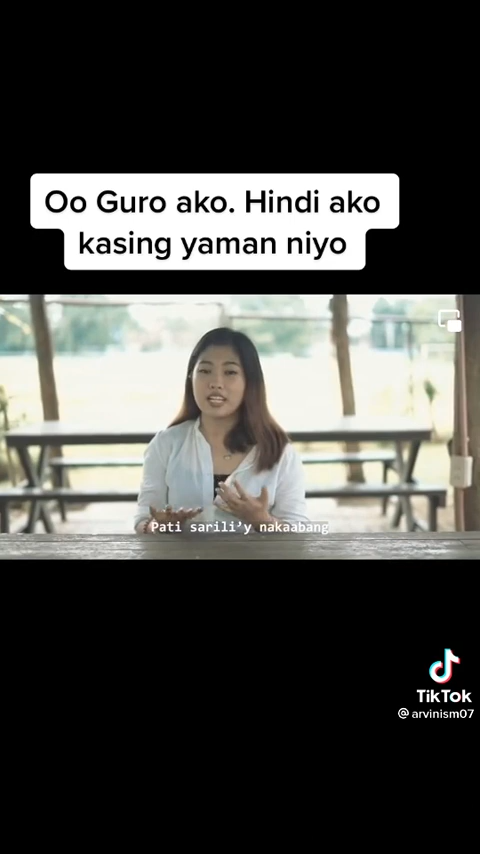 Oo Guro ako. Hindi ako
kasing yaman niyo
Pati sarili'y nakaabang
TikTok
@arvinism07